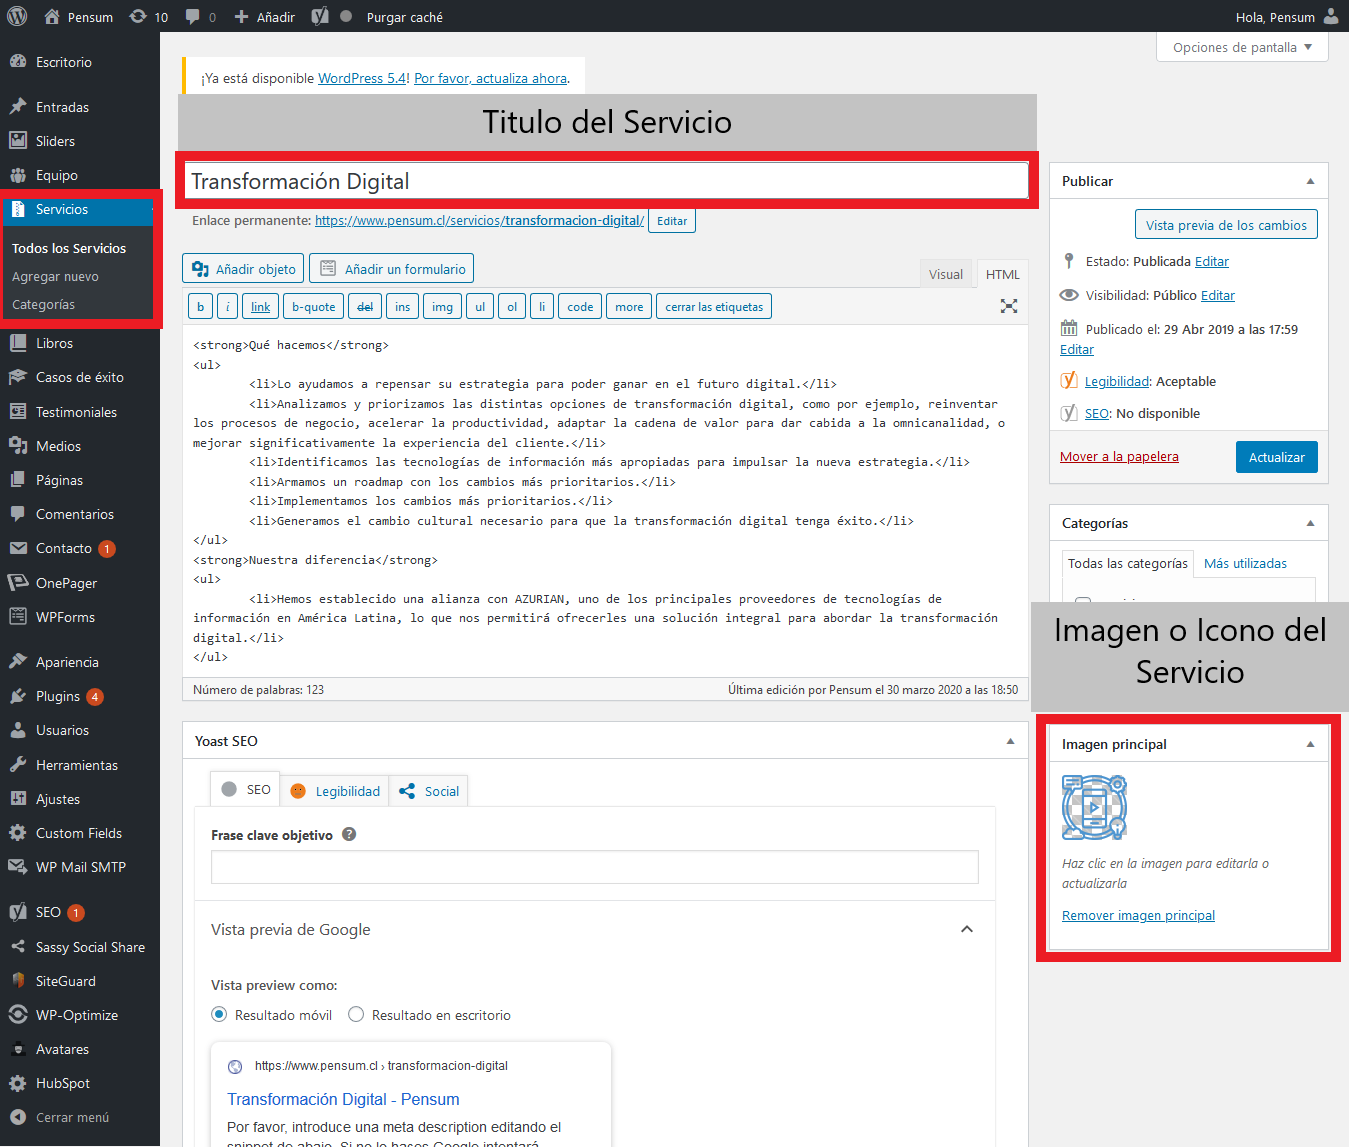 Pensum
10
0
Añadir
Purgar caché
Hola, Pensum
Opciones de pantalla
Escritorio
Entradas
Sliders
Equipo
Servicios
Todos los Servicios
Agregar nuevo
Categorías
Libros
Casos de éxito
Testimoniales
Medios
Páginas
Comentarios
Contacto 1
OnePager
WPForms
Apariencia
Plugins 4
Usuarios
Herramientas
Ajustes
Custom Fields
WP Mail SMTP
SEO 1
Sassy Social Share
SiteGuard
WP-Optimize
Avatares
HubSpot
Cerrar menú
¡Ya está disponible WordPress 5.4! Por favor, actualiza ahora.
Titulo del Servicio
Transformación Digital
Enlace permanente: https://www.pensum.cl/servicios/transformacion-digital/ Editar
Añadir objeto
Añadir un formulario
Visual
HTML
b i link b-quote del ins img ul ol li code more cerrar las etiquetas
<strong>Qué hacemos</strong>
<ul>
<li>Lo ayudamos a repensar su estrategia para poder ganar en el futuro digital.</li>
<li>Analizamos y priorizamos las distintas opciones de transformación digital, como por ejemplo, reinventar
los procesos de negocio, acelerar la productividad, adaptar la cadena de valor para dar cabida a la omnicanalidad, o
mejorar significativamente la experiencia del cliente.</li>
<li>Identificamos las tecnologías de información más apropiadas para impulsar la nueva estrategia.</li>
<li>Armamos un roadmap con los cambios más prioritarios.</li>
<li>Implementamos los cambios más prioritarios.</li>
<li>Generamos el cambio cultural necesario para que la transformación digital tenga éxito.</li>
</ul>
<strong>Nuestra diferencia</strong>
<ul>
<li>Hemos establecido una alianza con AZURIAN, uno de los principales proveedores de tecnologías de
información en América Latina, lo que nos permitirá ofrecerles una solución integral para abordar la transformación
digital.</li>
</ul>
Número de palabras: 123
Última edición por Pensum el 30 marzo 2020 a las 18:50
Yoast SEO
SEO
Legibilidad
Social
Frase clave objetivo
Vista previa de Google
Vista preview como:
Resultado móvil
Resultado en escritorio
https://www.pensum.cl › transformacion-digital
Transformación Digital - Pensum
Por favor, introduce una meta description editando el
snippet de abajo. Si no lo haces Google intentará
Publicar
Vista previa de los cambios
Estado: Publicada Editar
Visibilidad: Público Editar
Publicado el: 29 Abr 2019 a las 17:59
Editar
Legibilidad: Aceptable
SEO: No disponible
Mover a la papelera
Actualizar
Categorías
Todas las categorías
Más utilizadas
Imagen o Icono del
Servicio
Imagen principal
Haz clic en la imagen para editarla o
actualizarla
Remover imagen principal